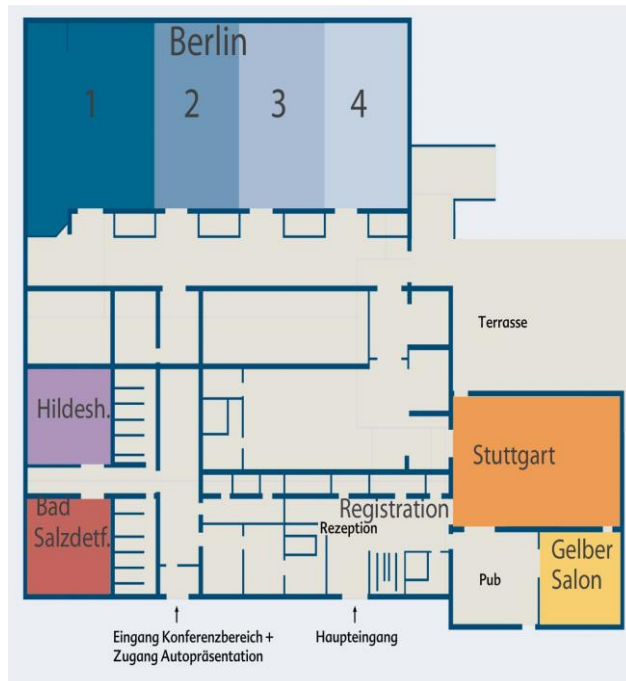 Berlin
1
2
3
4
Terrasse
Hildesh.
Stuttgart
Bad
Salzdetf.
Registration
Rezeption
Gelber
Salon
Pub
Eingang Konferenzbereich +
Zugang Autopräsentation
Haupteingang